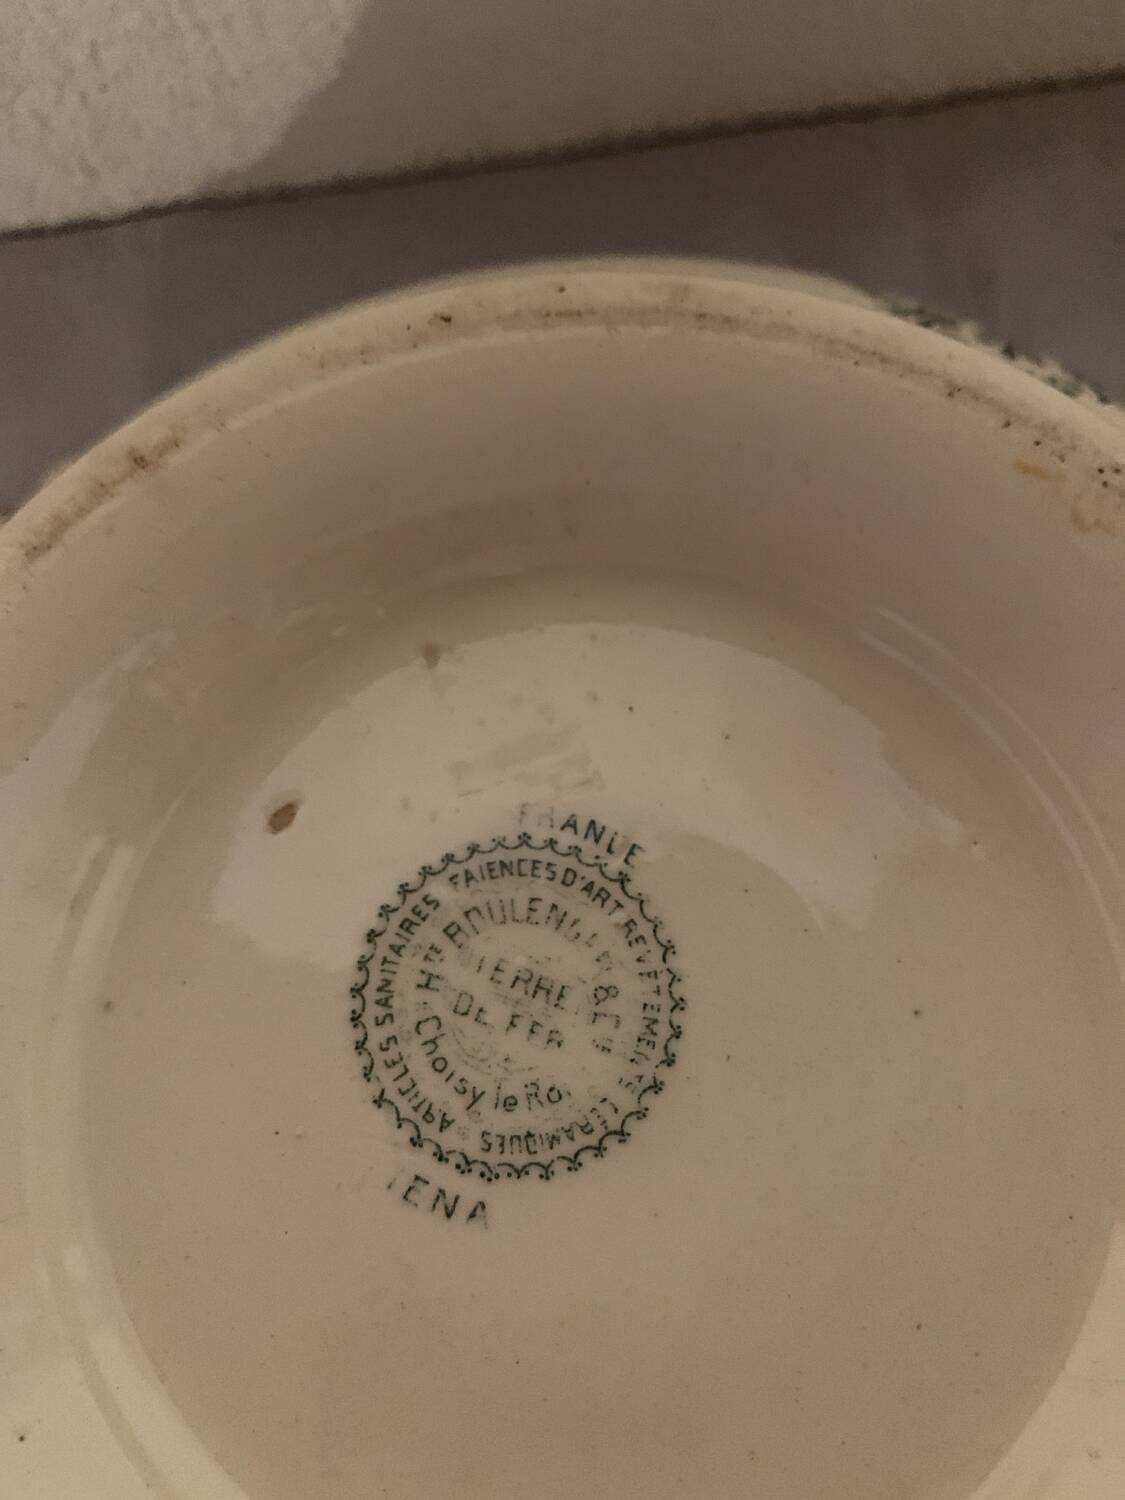 FRANCE
FAIENCES D'ART REVÊTEMENTS CÉRAMIQUES ARTICLES SANITAIRES
Hte BOULENGER & Cie
TERRE
DE FER
Choisy le Roi
IENA